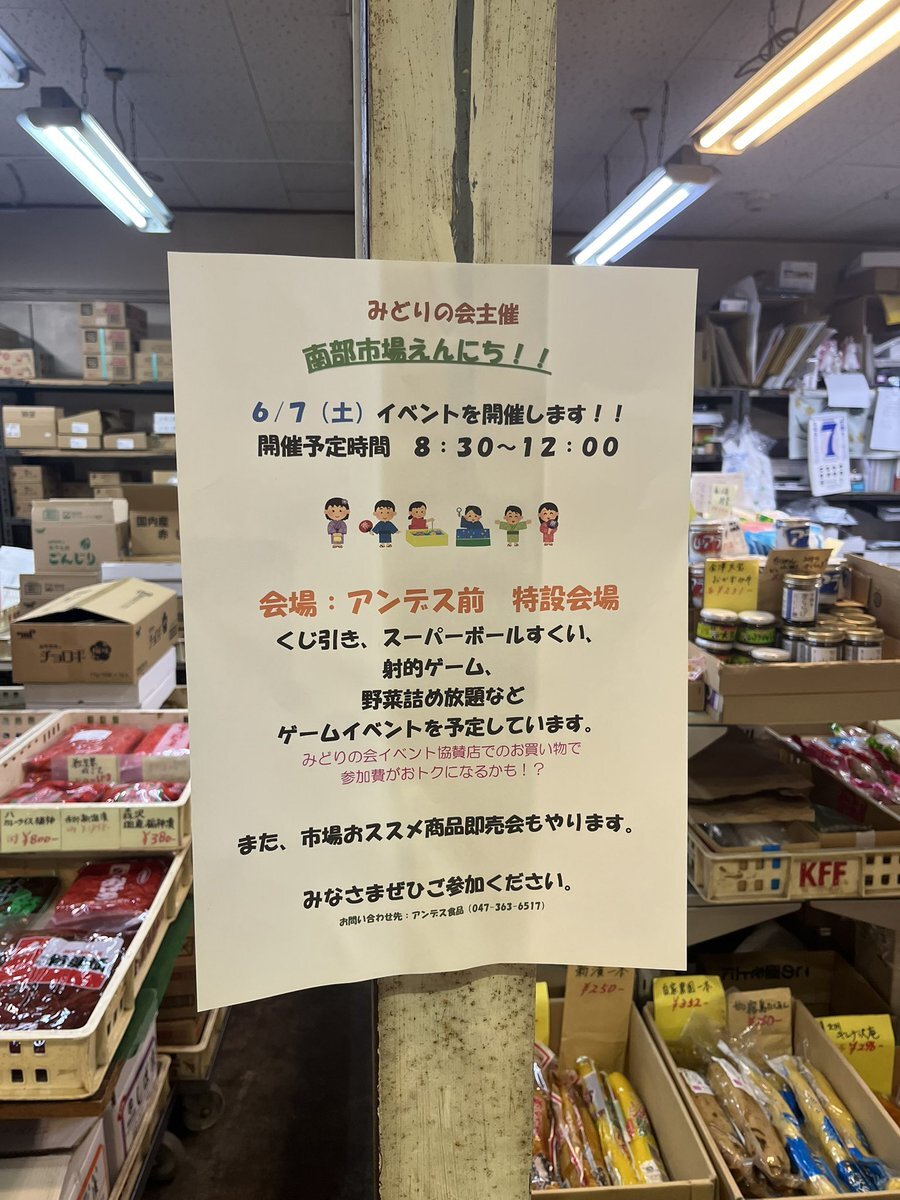 みどりの会主催
南部市場えんにち！！
6/7（土）イベントを開催します！！
開催予定時間　8：30～12：00
会場：アンデス前　特設会場
くじ引き、スーパーボールすくい、
射的ゲーム、
野菜詰め放題など
ゲームイベントを予定しています。
みどりの会イベント協賛店でのお買い物で
参加費がおトクになるかも！？
また、市場おススメ商品即売会もやります。
みなさまぜひご参加ください。
お問い合わせ先：アンデス食品（047-363-6517）
国内産
ごんじり
チョロギ
7
¥800-
¥380-
KFF
¥250-